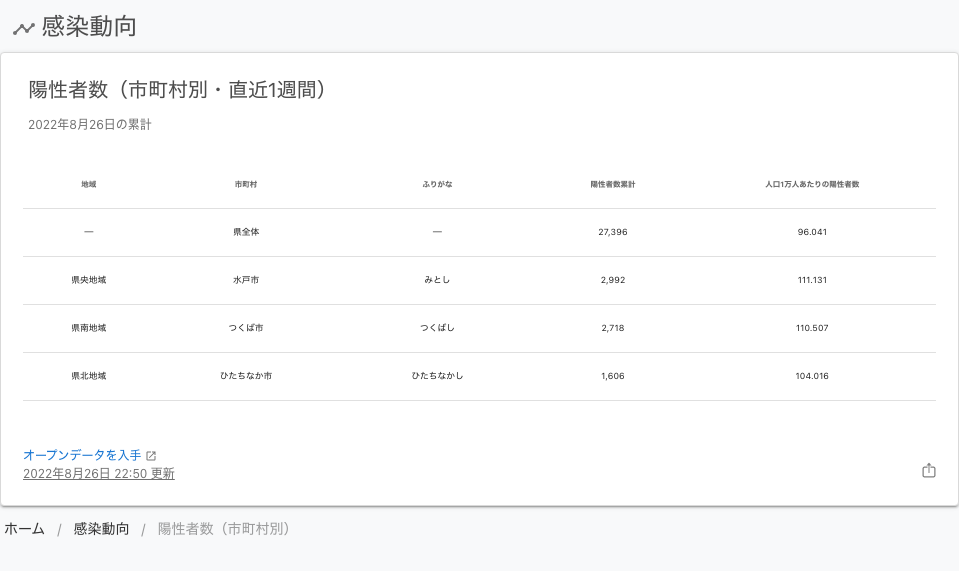 感染動向
陽性者数（市町村別・直近1週間）
2022年8月26日の累計
地域 市町村 ふりがな 陽性者数累計 人口1万人あたりの陽性者数
― 県全体 ― 27,396 96.041
県央地域 水戸市 みとし 2,992 111.131
県南地域 つくば市 つくばし 2,718 110.507
県北地域 ひたちなか市 ひたちなかし 1,606 104.016
オープンデータを入手
2022年8月26日 22:50 更新
ホーム / 感染動向 / 陽性者数（市町村別）